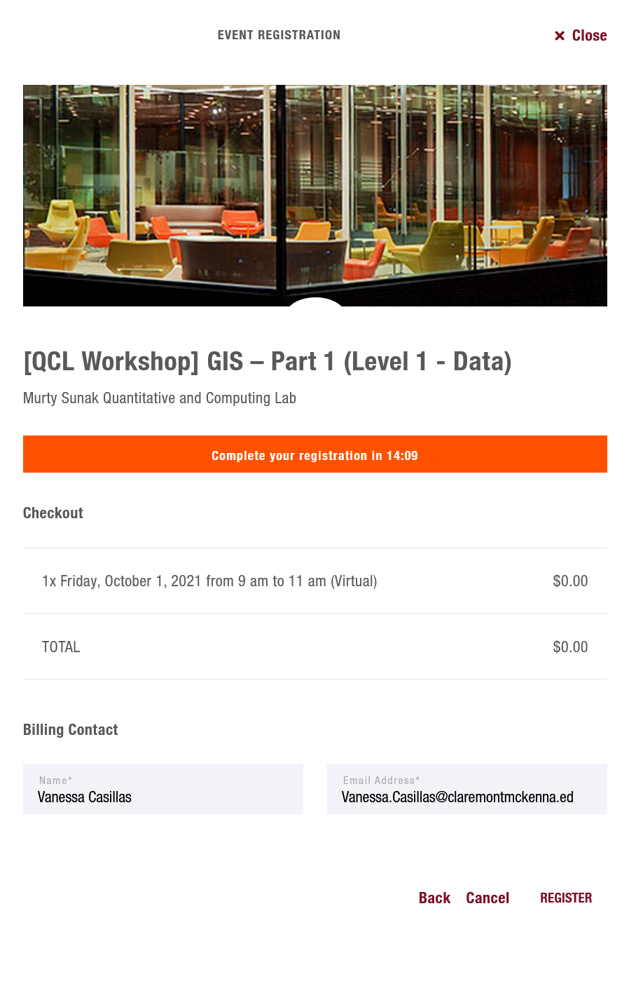 EVENT REGISTRATION
× Close
[QCL Workshop] GIS – Part 1 (Level 1 - Data)
Murty Sunak Quantitative and Computing Lab
Complete your registration in 14:09
Checkout
1x Friday, October 1, 2021 from 9 am to 11 am (Virtual) $0.00
TOTAL $0.00
Billing Contact
Name* Email Address*
Vanessa Casillas Vanessa.Casillas@claremontmckenna.ed
Back Cancel REGISTER